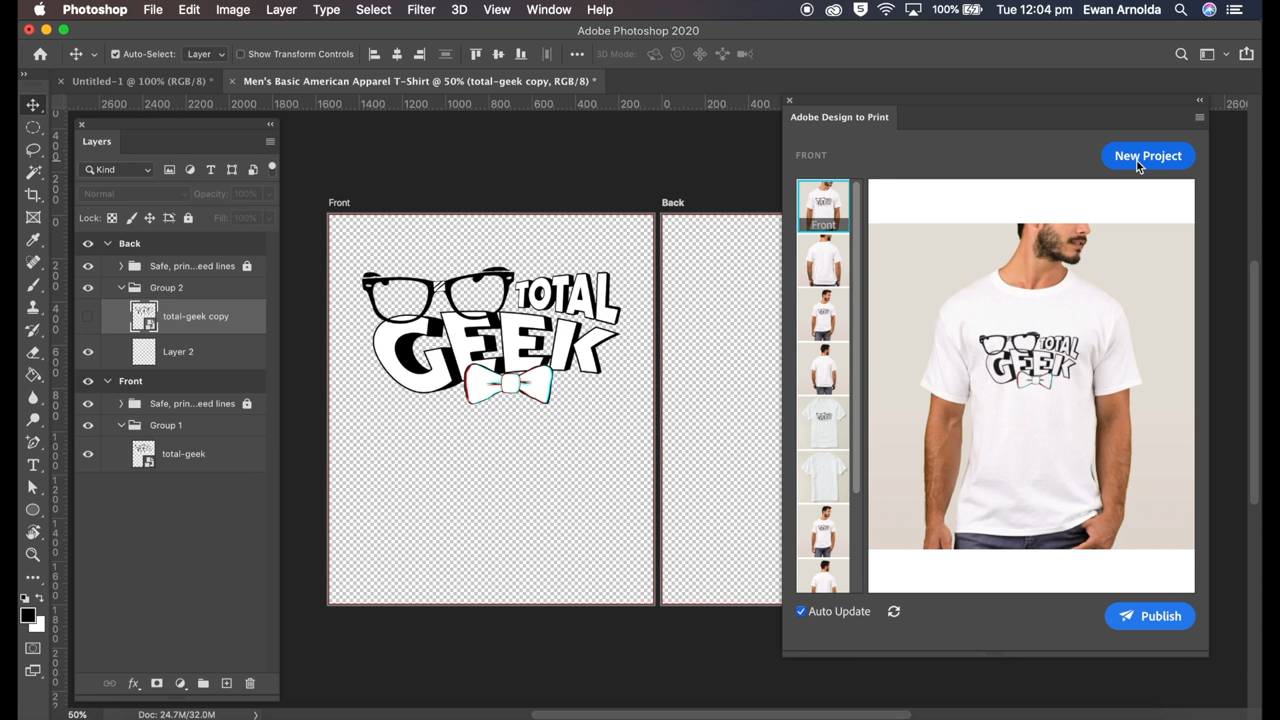 Photoshop File Edit Image Layer Type Select Filter 3D View Window Help 100% Tue 12:04 pm Ewan Arnolda
Adobe Photoshop 2020
Auto-Select: Layer Show Transform Controls 3D Mode:
Untitled-1 @ 100% (RGB/8) * Men's Basic American Apparel T-Shirt @ 50% (total-geek copy, RGB/8) *
2600 2400 2200 2000 1800 1600 1400 1200 1000 800 600 400 200 0 200 400 2600
Layers
Kind
Normal Opacity: 100%
Lock: Fill: 100%
Back
Safe, prin...eed lines
Group 2
total-geek copy
Layer 2
Front
Safe, prin...eed lines
Group 1
total-geek
Front
Back
TOTAL
GEEK
Adobe Design to Print
FRONT
New Project
Front
TOTAL
GEEK
Auto Update
Publish
50% Doc: 24.7M/32.0M